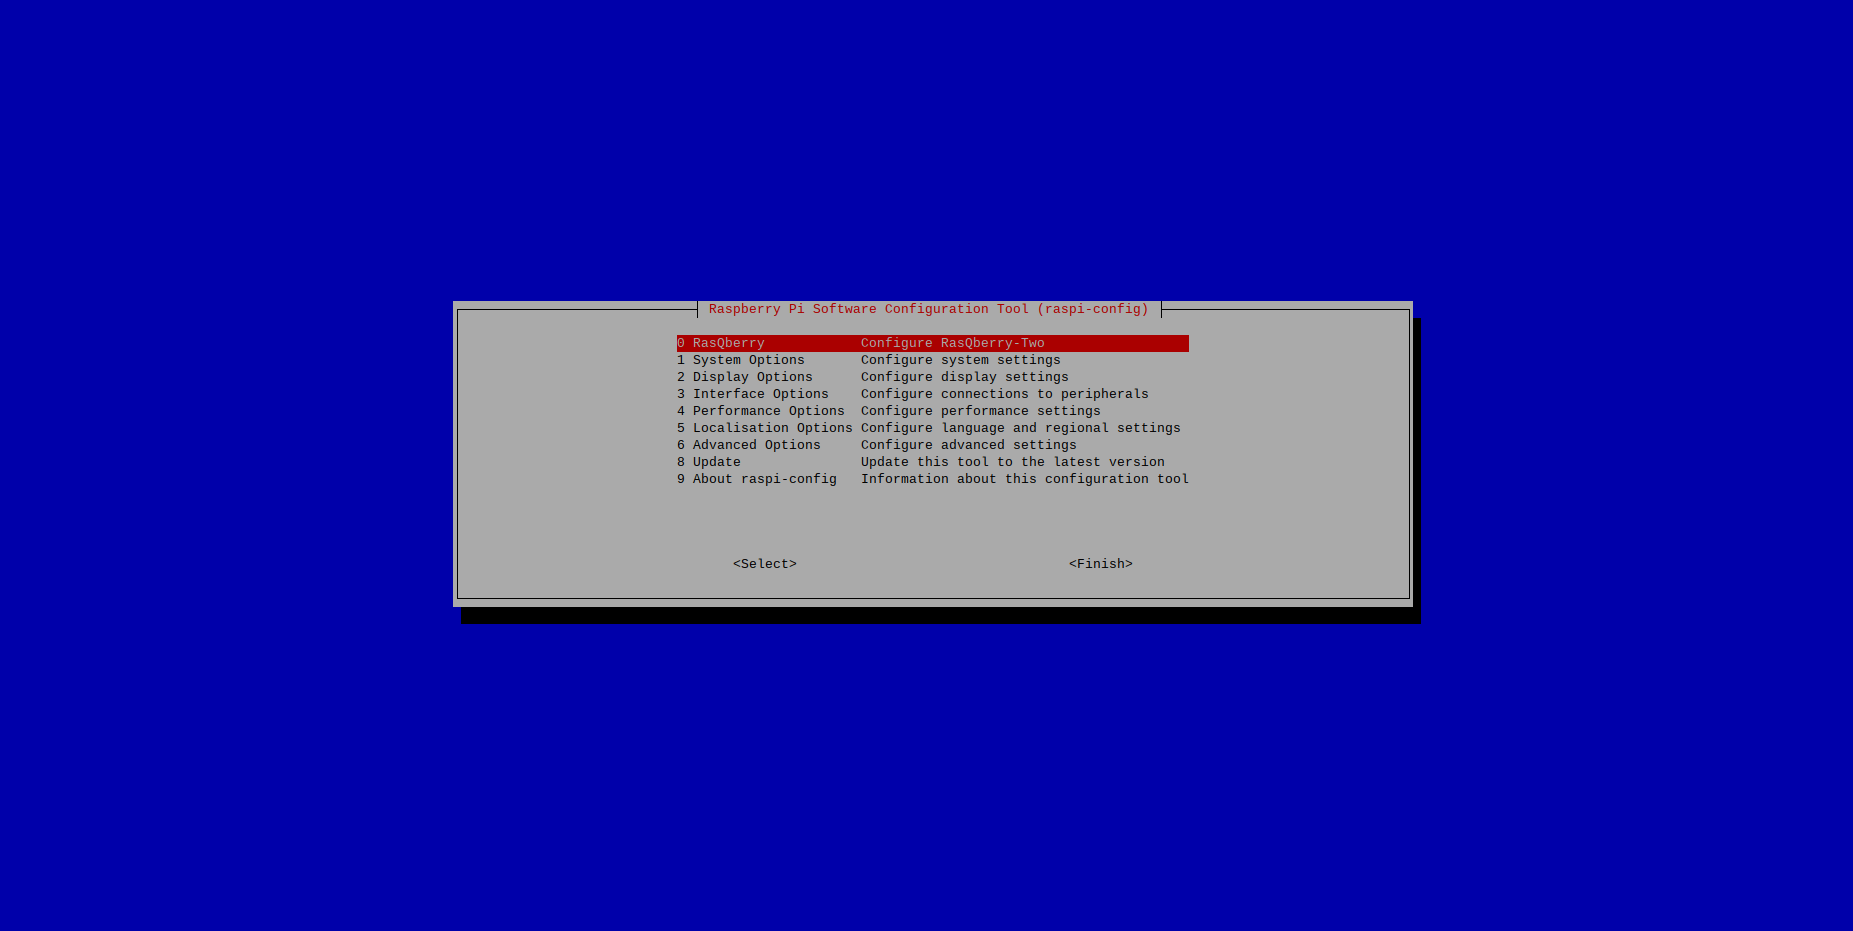 Raspberry Pi Software Configuration Tool (raspi-config)
0 RasQberry Configure RasQberry-Two
1 System Options Configure system settings
2 Display Options Configure display settings
3 Interface Options Configure connections to peripherals
4 Performance Options Configure performance settings
5 Localisation Options Configure language and regional settings
6 Advanced Options Configure advanced settings
8 Update Update this tool to the latest version
9 About raspi-config Information about this configuration tool
<Select> <Finish>